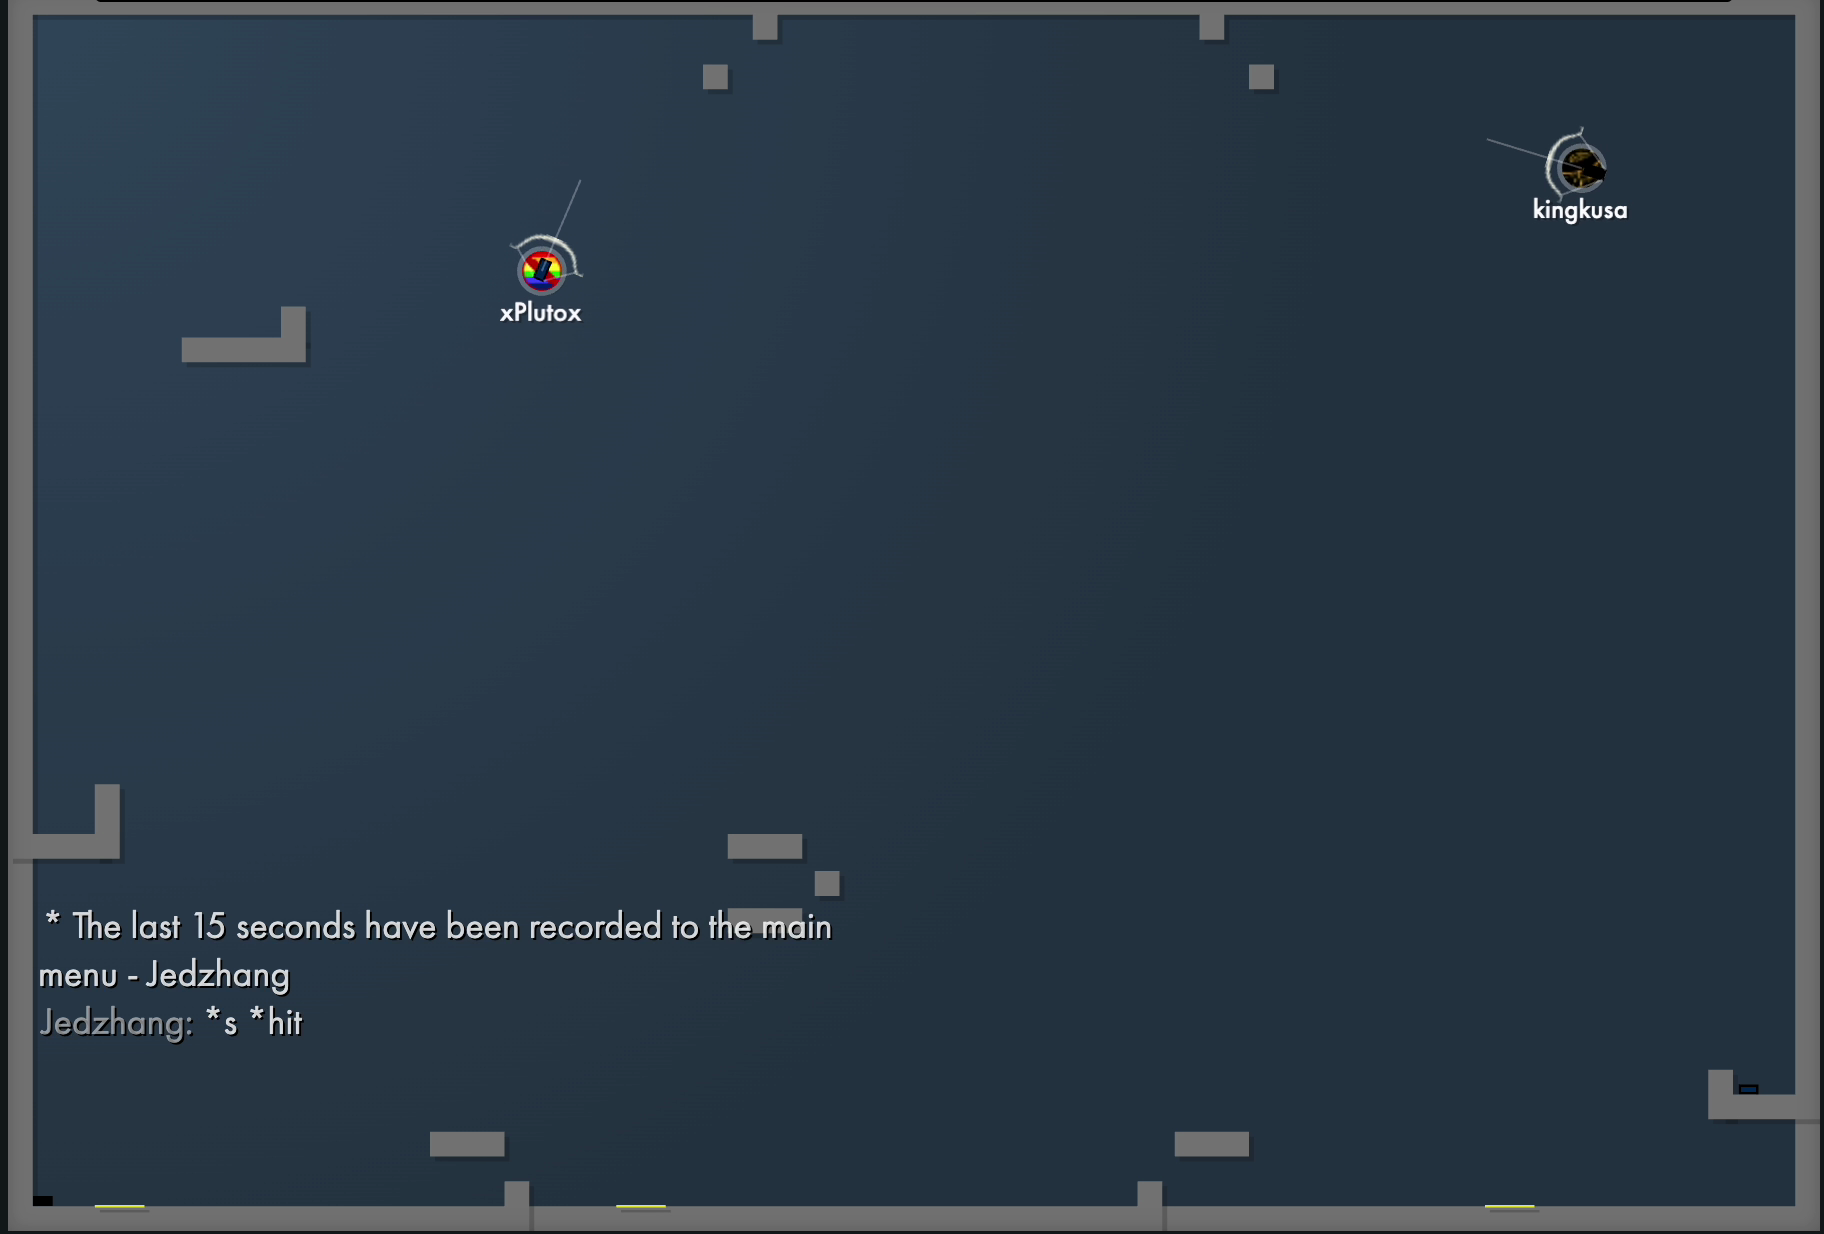 kingkusa
xPlutox
* The last 15 seconds have been recorded to the main
menu - Jedzhang
Jedzhang: *s *hit